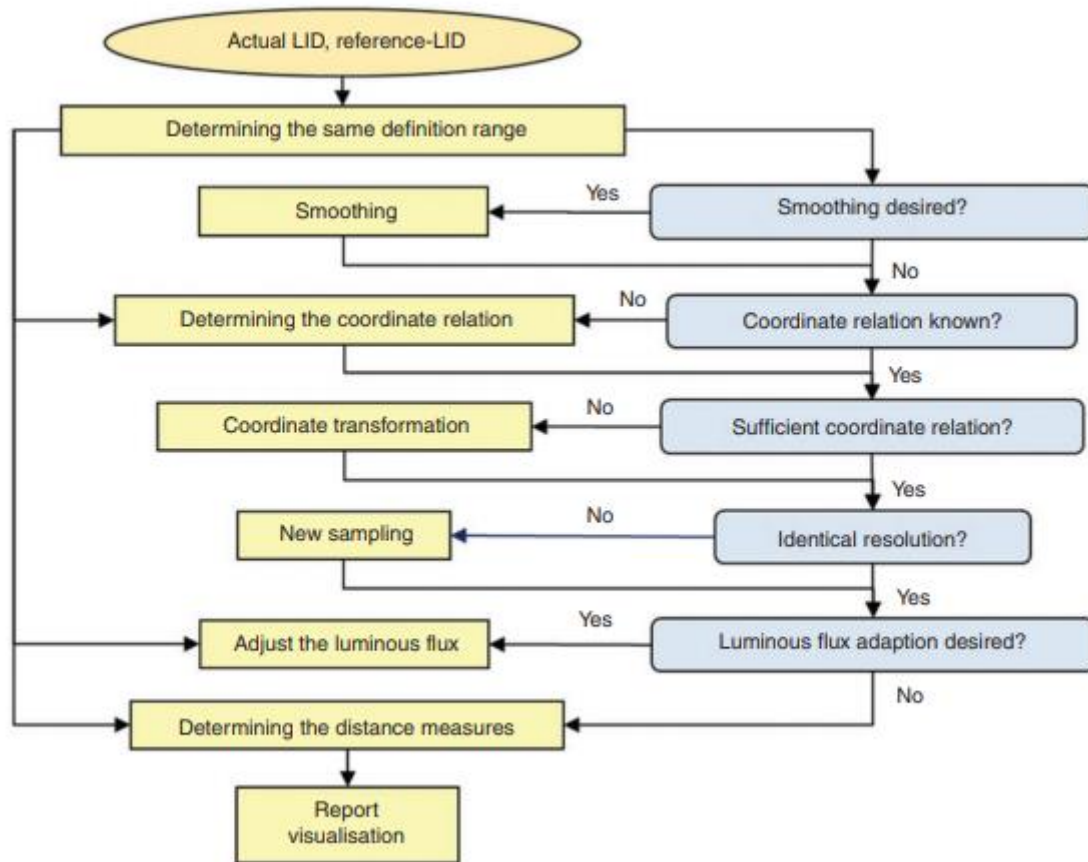 Actual LID, reference-LID
Determining the same definition range
Yes
Smoothing
Smoothing desired?
No
No
Determining the coordinate relation
Coordinate relation known?
Yes
No
Coordinate transformation
Sufficient coordinate relation?
Yes
No
New sampling
Identical resolution?
Yes
Yes
Adjust the luminous flux
Luminous flux adaption desired?
No
Determining the distance measures
Report
visualisation